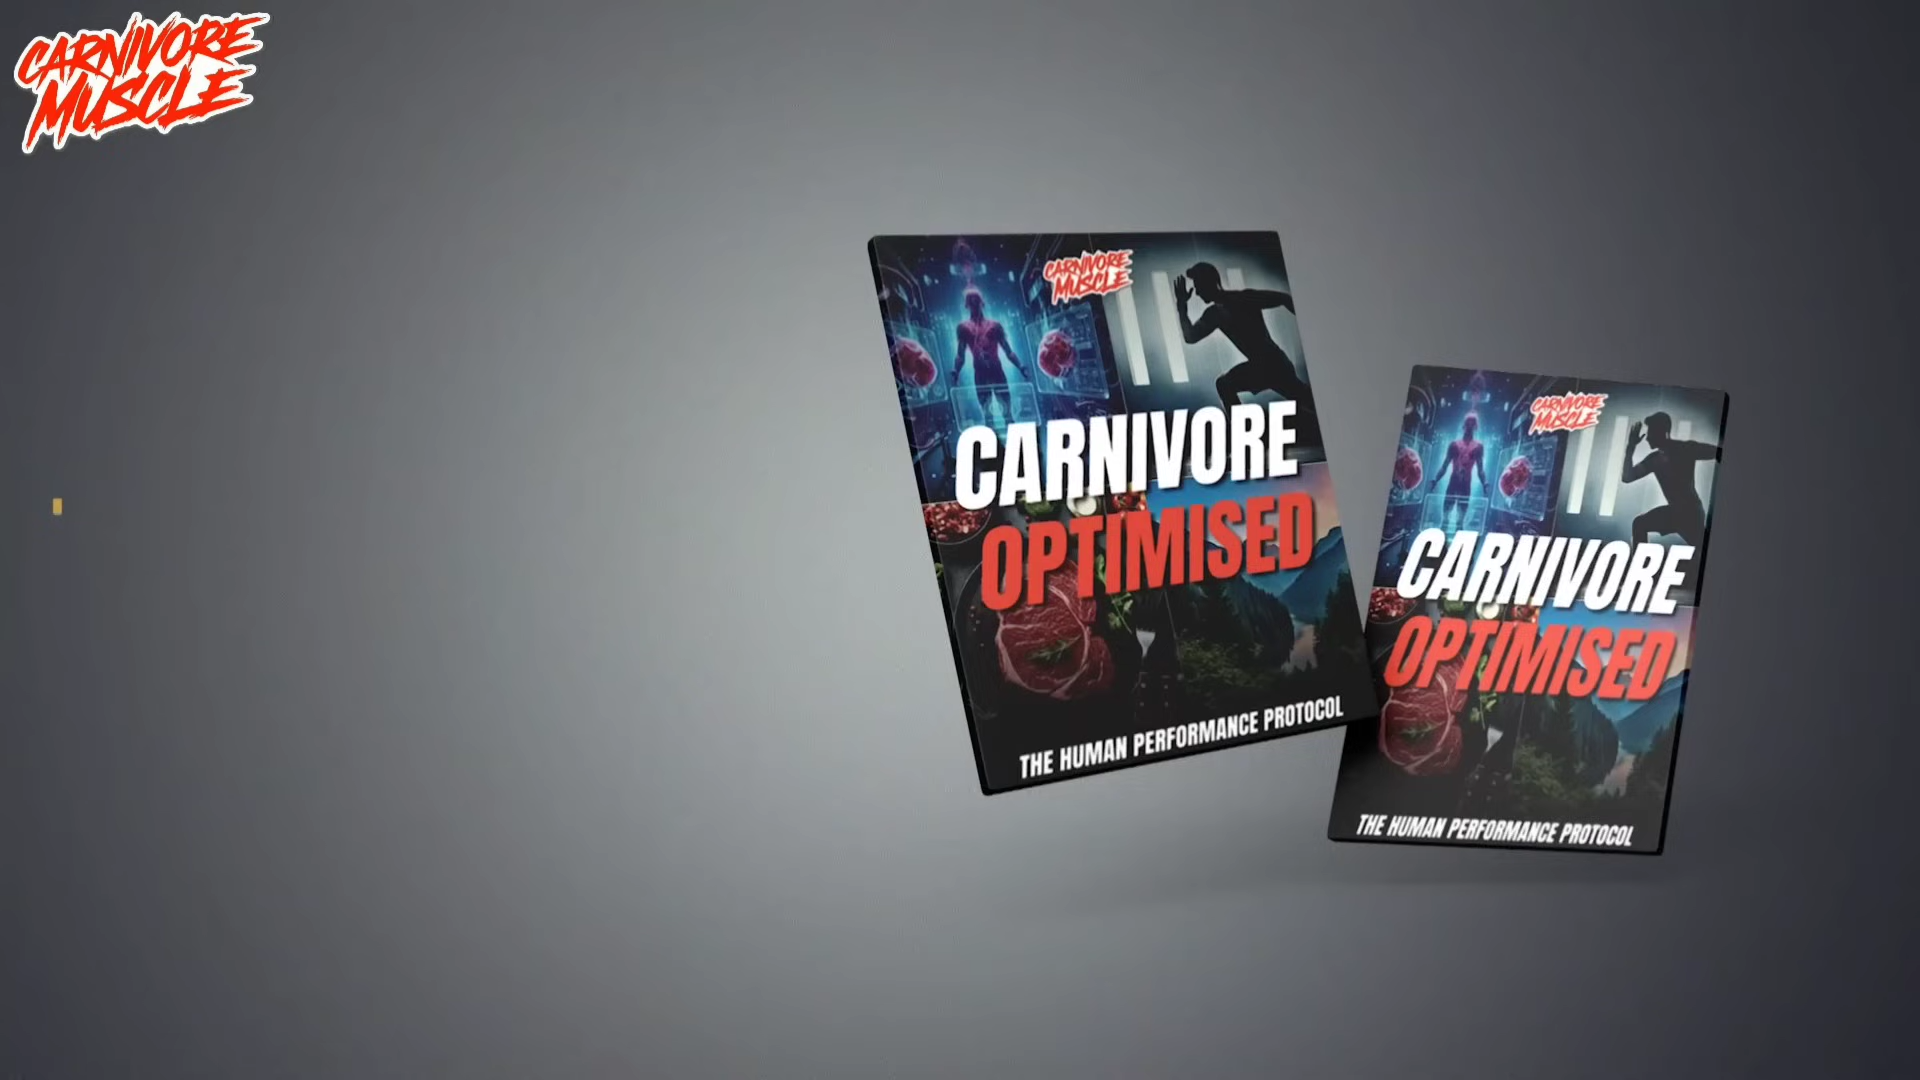 CARNIVORE
MUSCLE
CARNIVORE
MUSCLE
CARNIVORE
OPTIMISED
THE HUMAN PERFORMANCE PROTOCOL
CARNIVORE
MUSCLE
CARNIVORE
OPTIMISED
THE HUMAN PERFORMANCE PROTOCOL